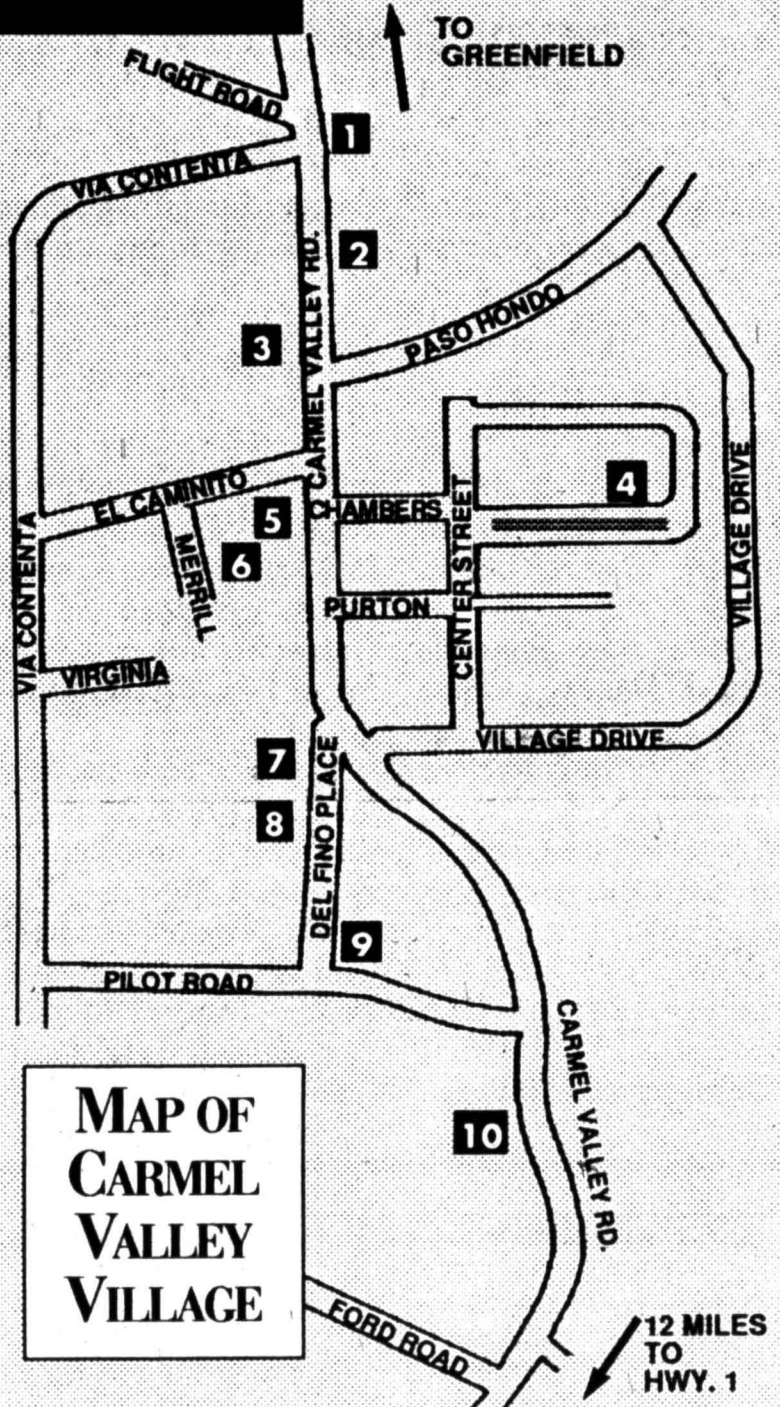 TO
GREENFIELD
FLIGHT ROAD
1
VIA CONTENTA
2
CARMEL VALLEY RD.
PASO HONDO
3
EL CAMINITO
4
5
CHAMBERS
CENTER STREET
VILLAGE DRIVE
6
MERRILL
PURTON
VIA CONTENTA
VIRGINIA
7
VILLAGE DRIVE
8
DEL FINO PLACE
9
PILOT ROAD
CARMEL VALLEY RD.
10
MAP OF
CARMEL
VALLEY
VILLAGE
FORD ROAD
12 MILES
TO
HWY. 1